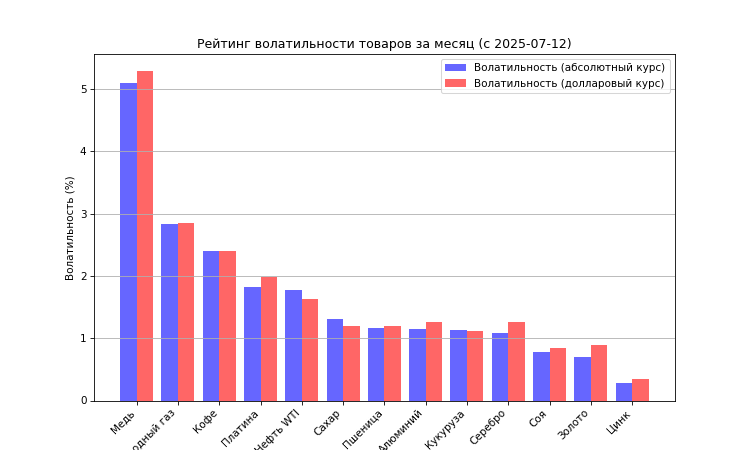 Рейтинг волатильности товаров за месяц (с 2025-07-12)
Волатильность (абсолютный курс)
Волатильность (долларовый курс)
Волатильность (%)
5
4
3
2
1
0
Медь
одный газ
Кофе
Платина
Нефть WTI
Сахар
Пшеница
Алюминий
Кукуруза
Серебро
Соя
Золото
Цинк